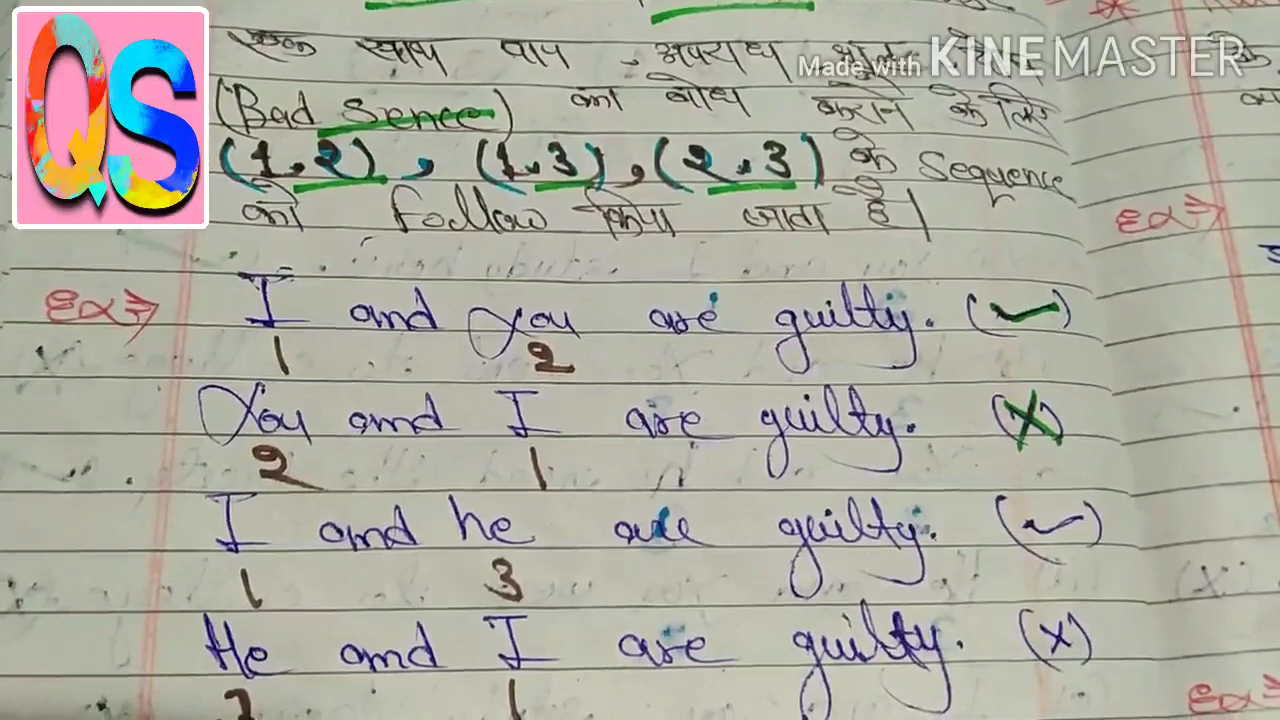 QS
एक साथ पाप, अपराध
Made with KINEMASTER
(Bad sence) का बोध कराने के लिए
(1,2), (1,3), (2,3) के Sequence
को follow किया जाता है।
Ex⇒
Ex⇒ I and you are guilty. (✓)
1 2
You and I are guilty. (X)
2 1
I and he are guilty. (✓)
1 3
He and I are guilty. (X)
3 1
(X)
Ex⇒